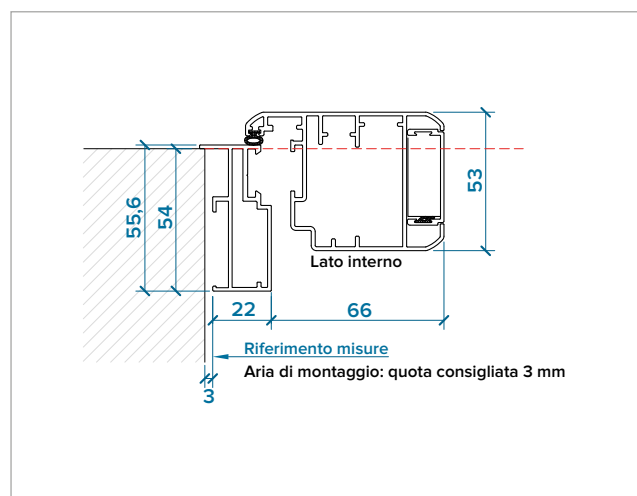 55,6
54
53
Lato interno
22
66
Riferimento misure
Aria di montaggio: quota consigliata 3 mm
3